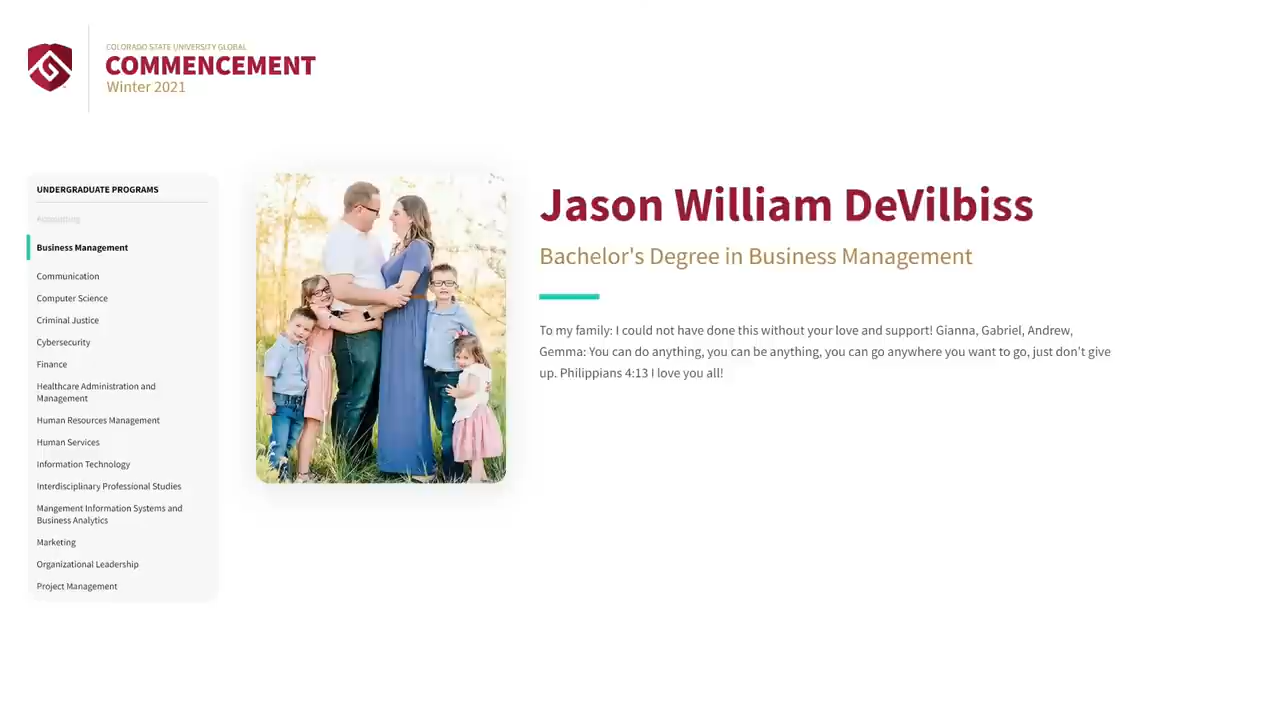 COLORADO STATE UNIVERSITY GLOBAL
COMMENCEMENT
Winter 2021
UNDERGRADUATE PROGRAMS
Accounting
Business Management
Communication
Computer Science
Criminal Justice
Cybersecurity
Finance
Healthcare Administration and
Management
Human Resources Management
Human Services
Information Technology
Interdisciplinary Professional Studies
Mangement Information Systems and
Business Analytics
Marketing
Organizational Leadership
Project Management
Jason William DeVilbiss
Bachelor's Degree in Business Management
To my family: I could not have done this without your love and support! Gianna, Gabriel, Andrew,
Gemma: You can do anything, you can be anything, you can go anywhere you want to go, just don't give
up. Philippians 4:13 I love you all!